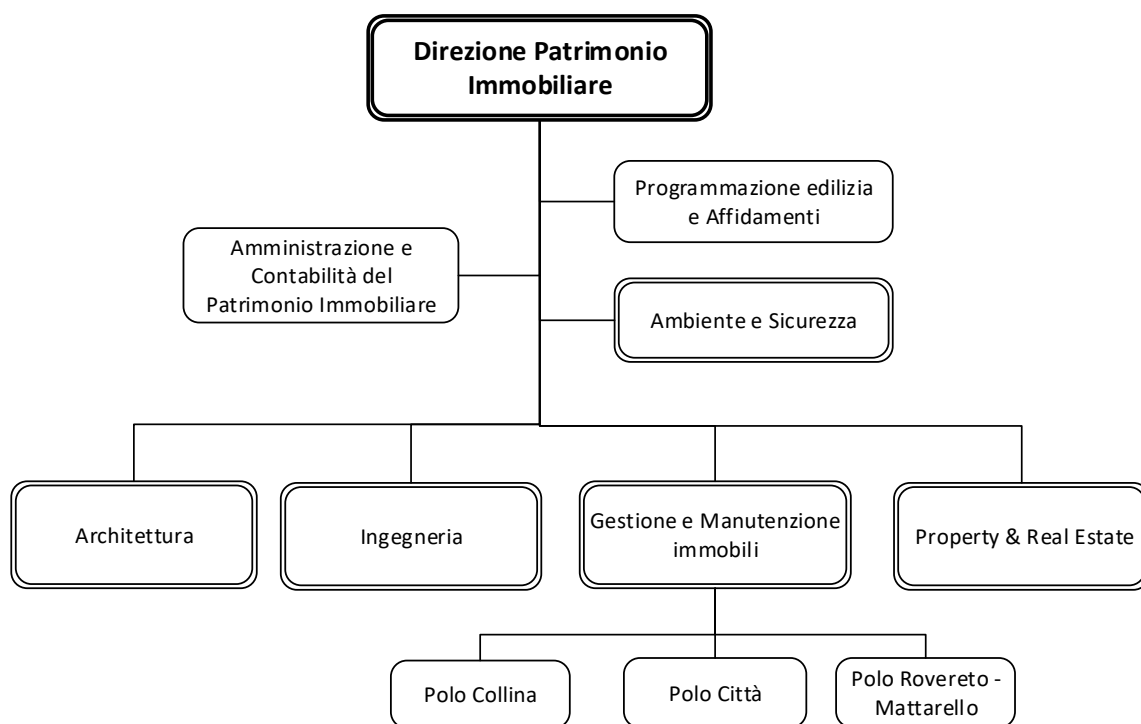 Direzione Patrimonio
Immobiliare
Programmazione edilizia
e Affidamenti
Amministrazione e
Contabilità del
Patrimonio Immobiliare
Ambiente e Sicurezza
Architettura
Ingegneria
Gestione e Manutenzione
immobili
Property & Real Estate
Polo Collina
Polo Città
Polo Rovereto -
Mattarello